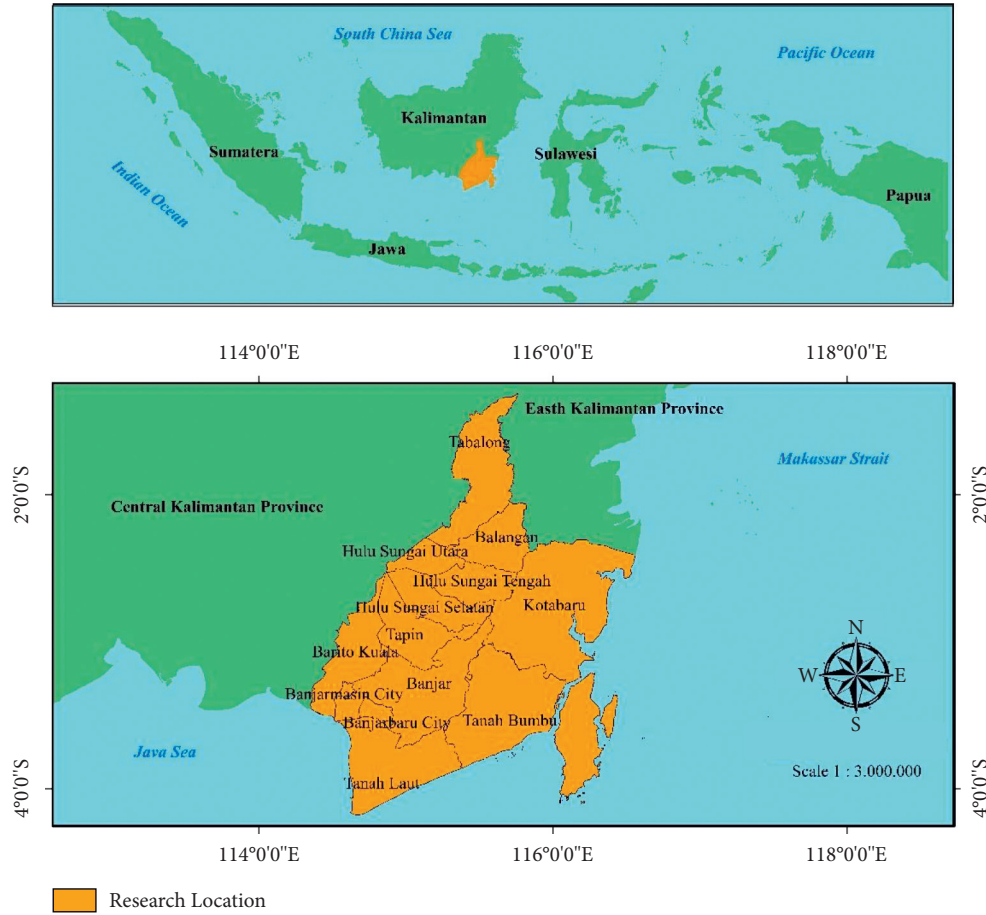 South China Sea
Pacific Ocean
Kalimantan
Sumatera
Sulawesi
Indian Ocean
Papua
Jawa
114°0'0"E 116°0'0"E 118°0'0"E
Easth Kalimantan Province
Tabalong
Makassar Strait
2°0'0"S 2°0'0"S
Central Kalimantan Province
Balangan
Hulu Sungai Utara
Hulu Sungai Tengah
Hulu Sungai Selatan
Kotabaru
Tapin
N
Barito Kuala
W E
Banjar
Banjarmasin City
S
Banjarbaru City
Tanah Bumbu
Java Sea
Scale 1 : 3.000.000
Tanah Laut
4°0'0"S 4°0'0"S
114°0'0"E 116°0'0"E 118°0'0"E
Research Location